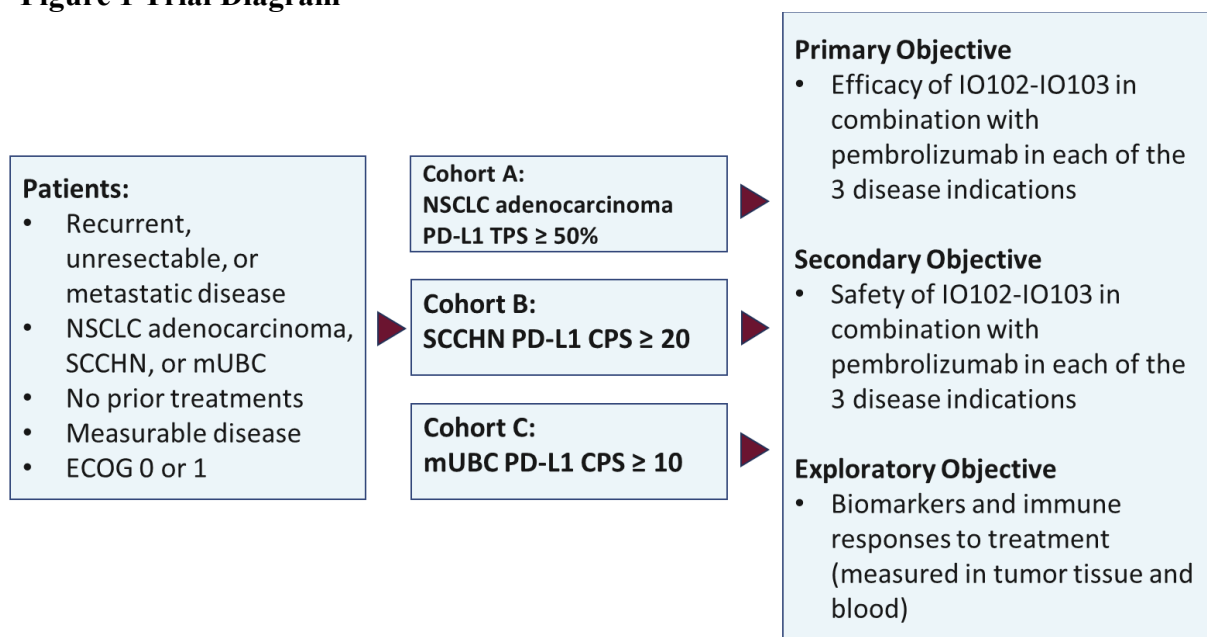 Figure 1 Trial Diagram
Patients:
• Recurrent,
unresectable, or
metastatic disease
• NSCLC adenocarcinoma,
SCCHN, or mUBC
• No prior treatments
• Measurable disease
• ECOG 0 or 1
Cohort A:
NSCLC adenocarcinoma
PD-L1 TPS ≥ 50%
Cohort B:
SCCHN PD-L1 CPS ≥ 20
Cohort C:
mUBC PD-L1 CPS ≥ 10
Primary Objective
• Efficacy of IO102-IO103 in
combination with
pembrolizumab in each of the
3 disease indications
Secondary Objective
• Safety of IO102-IO103 in
combination with
pembrolizumab in each of the
3 disease indications
Exploratory Objective
• Biomarkers and immune
responses to treatment
(measured in tumor tissue and
blood)